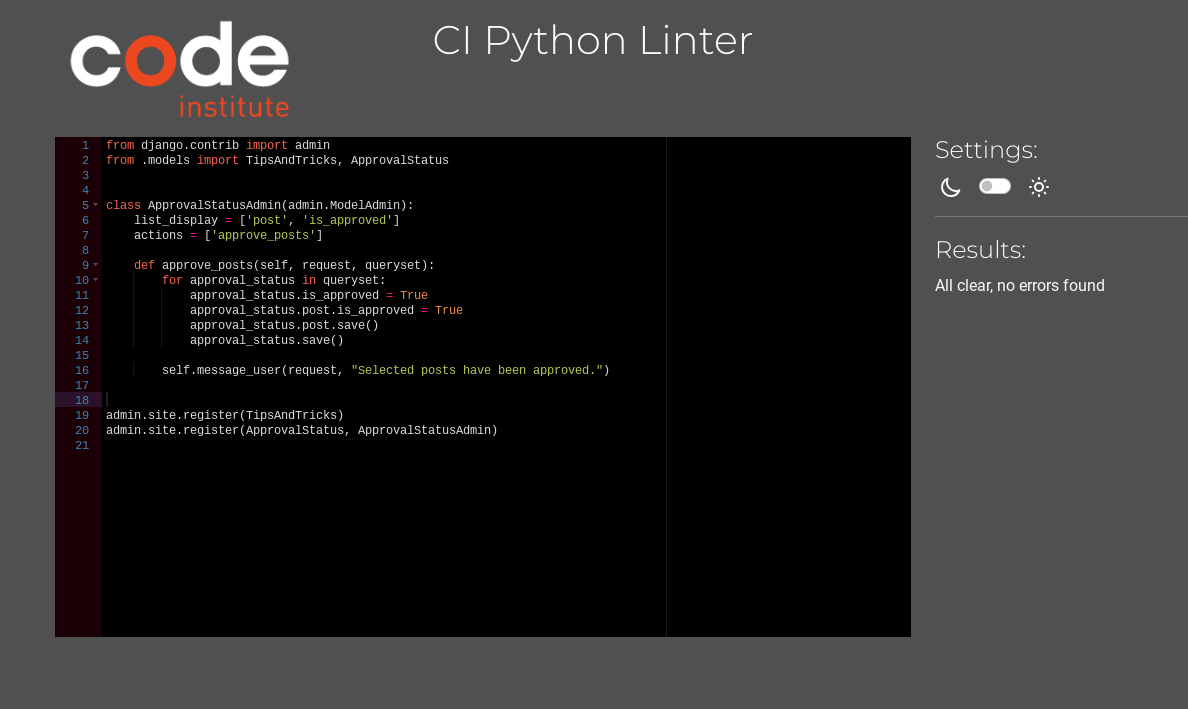 code
institute
CI Python Linter
1 from django.contrib import admin
2 from .models import TipsAndTricks, ApprovalStatus
3
4
5 class ApprovalStatusAdmin(admin.ModelAdmin):
6     list_display = ['post', 'is_approved']
7     actions = ['approve_posts']
8
9     def approve_posts(self, request, queryset):
10         for approval_status in queryset:
11             approval_status.is_approved = True
12             approval_status.post.is_approved = True
13             approval_status.post.save()
14             approval_status.save()
15
16         self.message_user(request, "Selected posts have been approved.")
17
18
19 admin.site.register(TipsAndTricks)
20 admin.site.register(ApprovalStatus, ApprovalStatusAdmin)
21
Settings:
Results:
All clear, no errors found